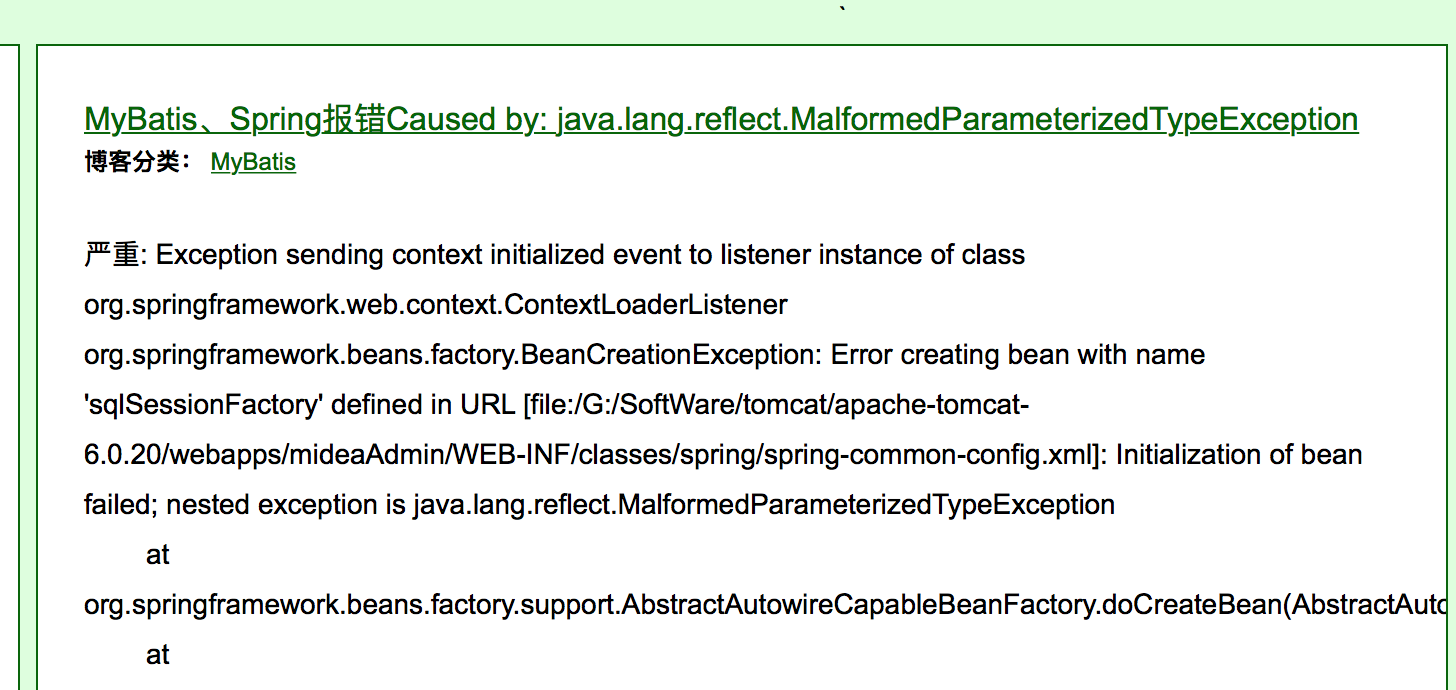 `
MyBatis、Spring报错Caused by: java.lang.reflect.MalformedParameterizedTypeException
博客分类： MyBatis
严重: Exception sending context initialized event to listener instance of class
org.springframework.web.context.ContextLoaderListener
org.springframework.beans.factory.BeanCreationException: Error creating bean with name
'sqlSessionFactory' defined in URL [file:/G:/SoftWare/tomcat/apache-tomcat-
6.0.20/webapps/mideaAdmin/WEB-INF/classes/spring/spring-common-config.xml]: Initialization of bean
failed; nested exception is java.lang.reflect.MalformedParameterizedTypeException
at
org.springframework.beans.factory.support.AbstractAutowireCapableBeanFactory.doCreateBean(AbstractAuto
at